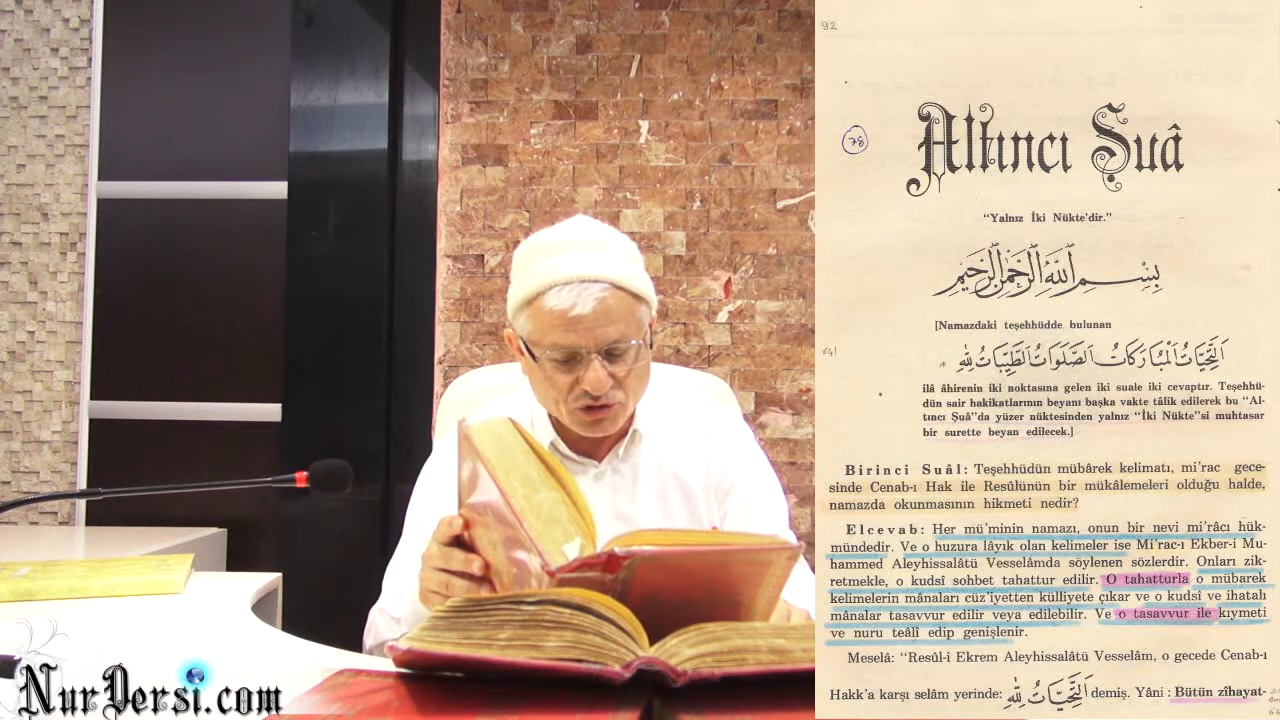 92
78
Altıncı Şuâ
"Yalnız İki Nükte'dir."
بِسْمِ اللَّهِ الرَّحْمَنِ الرَّحِيمِ
[Namazdaki teşehhüdde bulunan
641
اَلتَّحِيَّاتُ الْمُبَارَكَاتُ الصَّلَوَاتُ الطَّيِّبَاتُ لِلّٰهِ
ilâ âhirenin iki noktasına gelen iki suale iki cevaptır. Teşehhü-
dün sair hakikatlarının beyanı başka vakte tâlik edilerek bu "Al-
tıncı Şuâ"da yüzer nüktesinden yalnız "İki Nükte"si muhtasar
bir surette beyan edilecek.]
Birinci Suâl: Teşehhüdün mübârek kelimatı, mi'rac gece-
sinde Cenab-ı Hak ile Resûlünün bir mükâlemeleri olduğu halde,
namazda okunmasının hikmeti nedir?
Elcevab: Her mü'minin namazı, onun bir nevi mi'râcı hük-
mündedir. Ve o huzura lâyık olan kelimeler ise Mi'rac-ı Ekber-i Mu-
hammed Aleyhissalâtü Vesselâmda söylenen sözlerdir. Onları zik-
retmekle, o kudsî sohbet tahattur edilir. O tahatturla o mübarek
kelimelerin mânaları cüz'iyetten külliyete çıkar ve o kudsî ve ihatalı
mânalar tasavvur edilir veya edilebilir. Ve o tasavvur ile kıymeti
ve nuru teâli edip genişlenir.
Meselâ: "Resûl-i Ekrem Aleyhissalâtü Vesselâm, o gecede Cenab-ı
Hakk'a karşı selâm yerinde: اَلتَّحِيَّاتُ لِلّٰهِ demiş. Yâni : Bütün zîhayat-
NurDersi.com